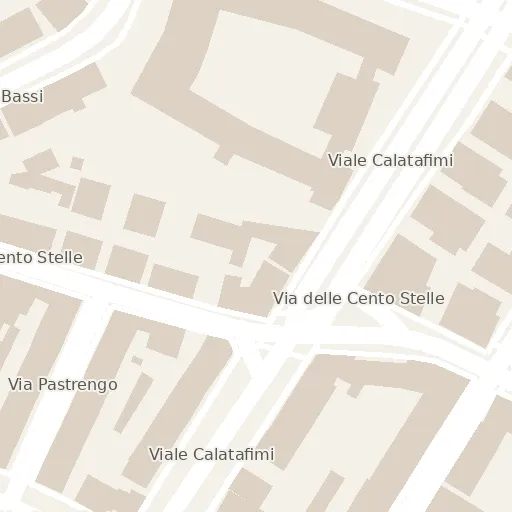 Bassi
Viale Calatafimi
ento Stelle
Via delle Cento Stelle
Via Pastrengo
Viale Calatafimi